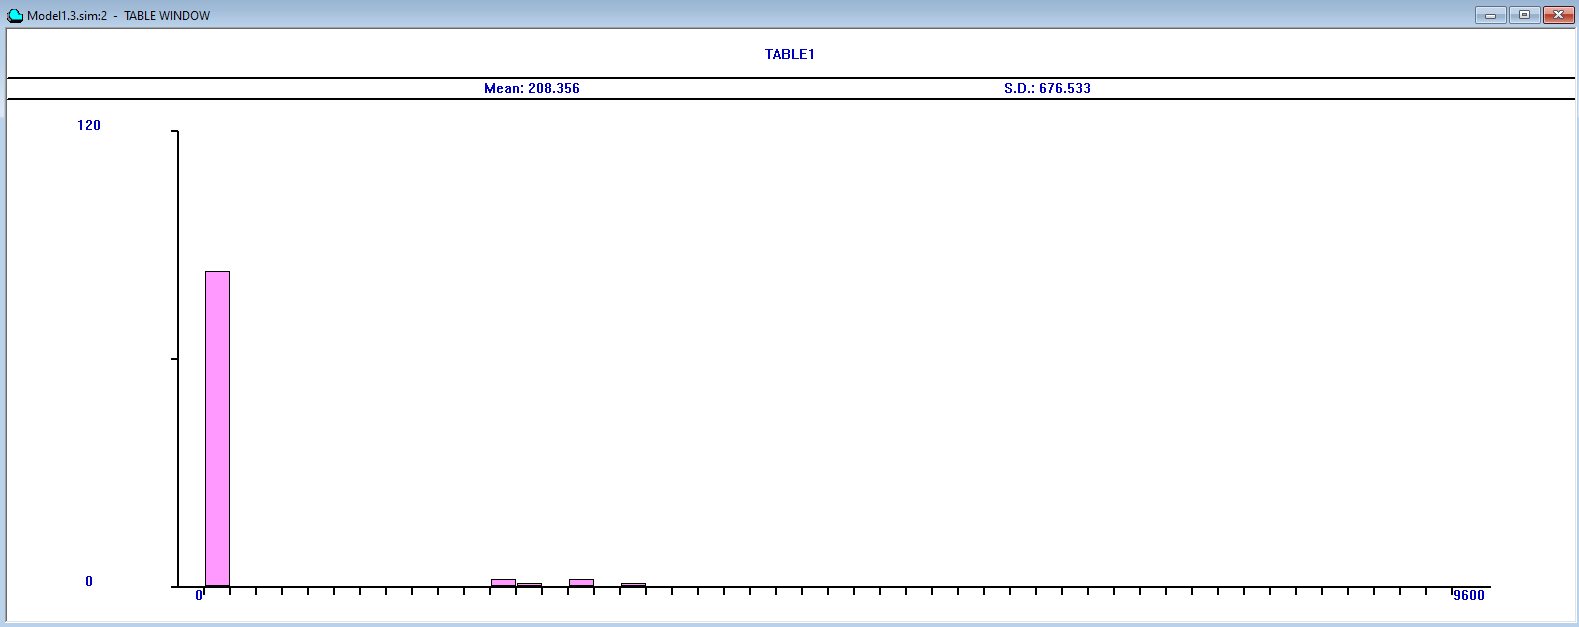 Model1.3.sim:2 - TABLE WINDOW
TABLE1
Mean: 208.356 S.D.: 676.533
120
0
0 9600